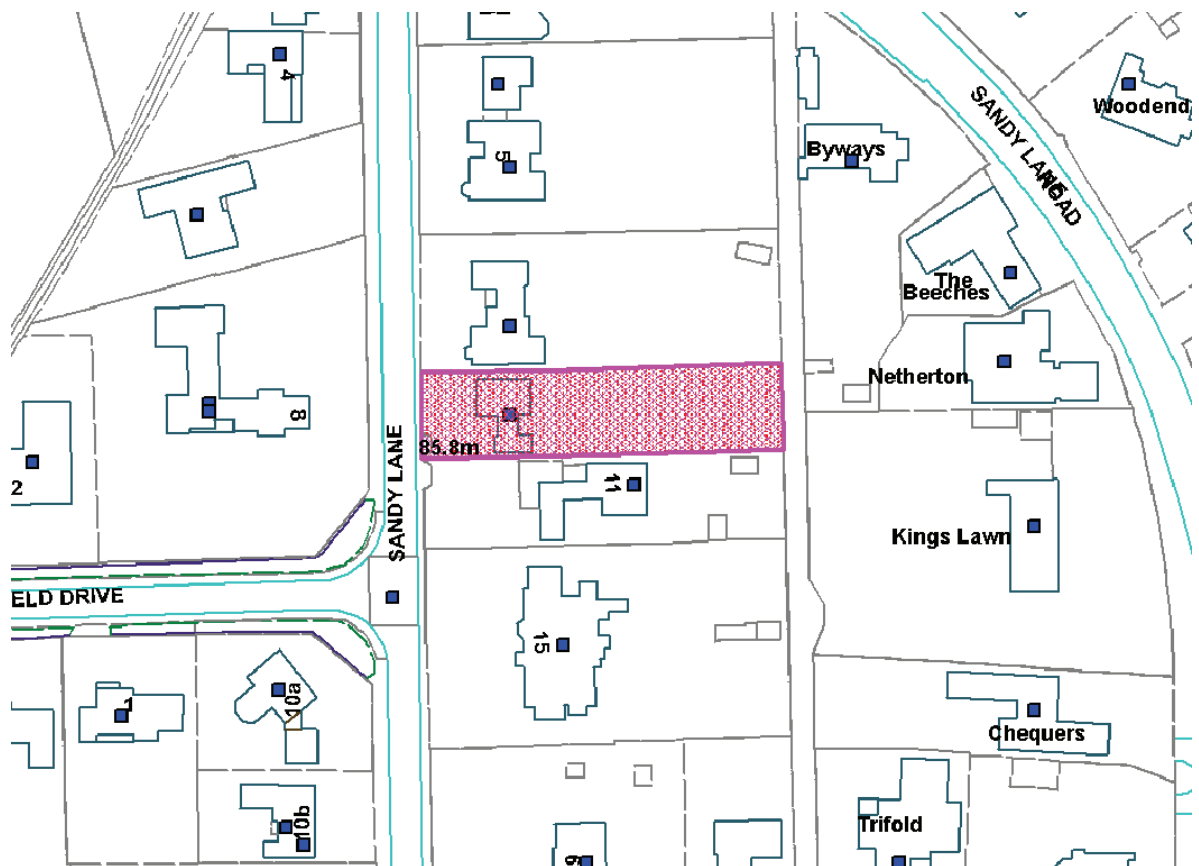 4
5
Byways
Woodend
SANDY LANE
ROAD
The
Beeches
Netherton
8
85.8m
SANDY LANE
2
11
Kings Lawn
ELD DRIVE
15
1
10a
Chequers
10b
Trifold